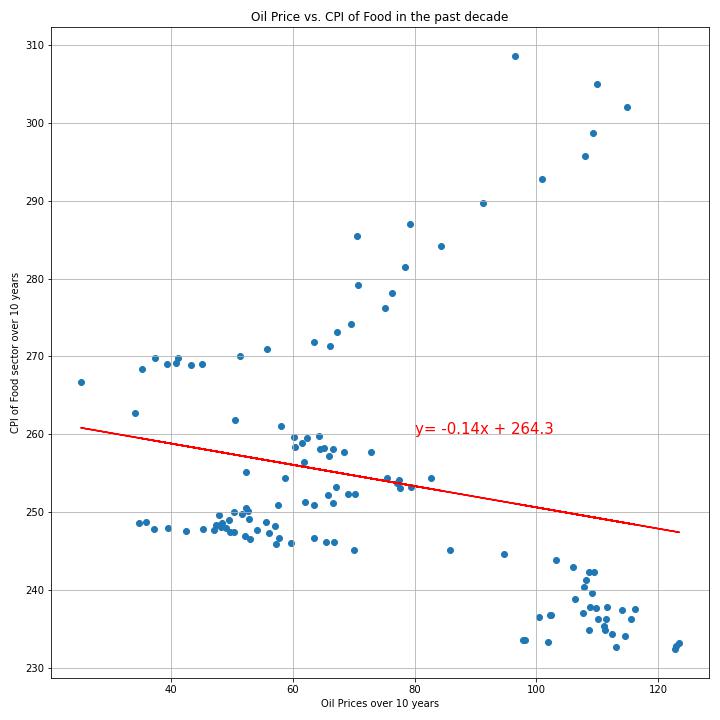 Oil Price vs. CPI of Food in the past decade
310
300
290
280
270
260
250
240
230
CPI of Food sector over 10 years
y= -0.14x + 264.3
40 60 80 100 120
Oil Prices over 10 years